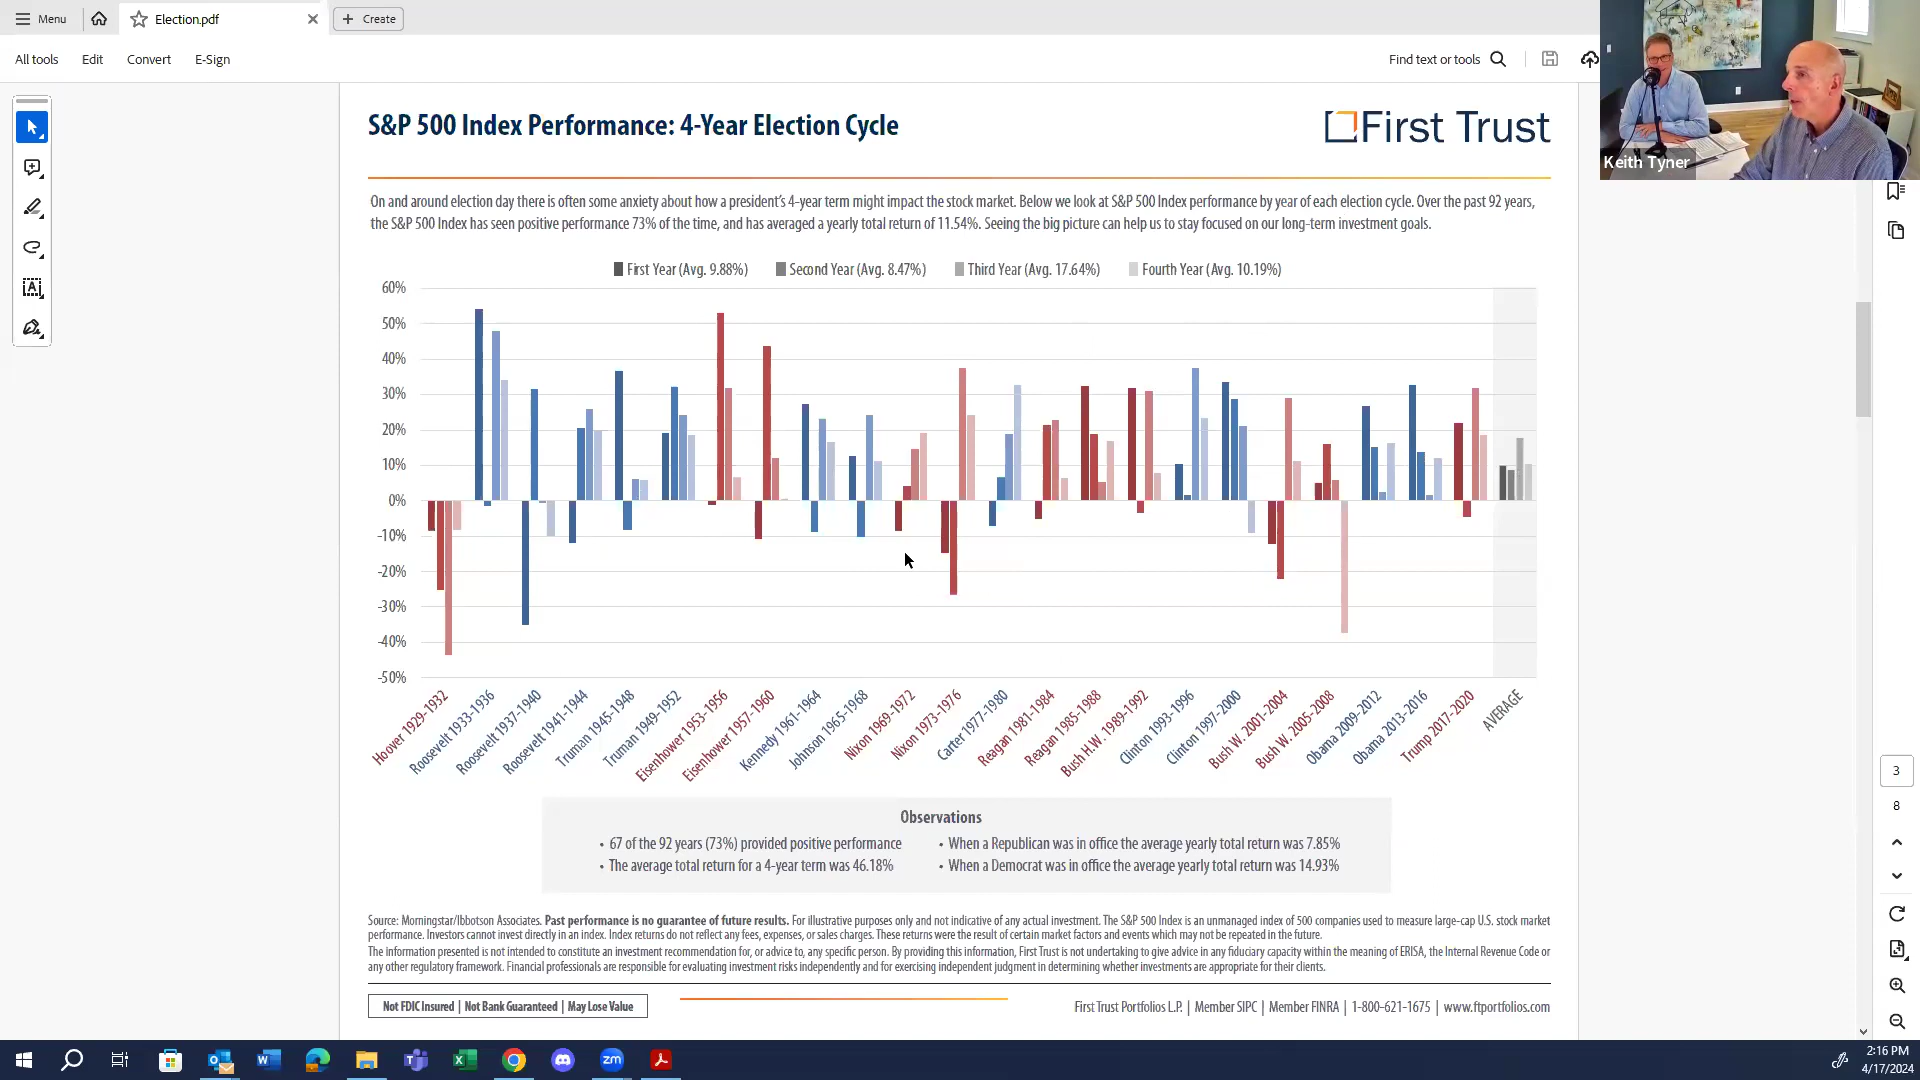 Menu
Election.pdf
Create
All tools
Edit
Convert
E-Sign
Find text or tools
Keith Tyner
S&P 500 Index Performance: 4-Year Election Cycle
First Trust
On and around election day there is often some anxiety about how a president's 4-year term might impact the stock market. Below we look at S&P 500 Index performance by year of each election cycle. Over the past 92 years,
the S&P 500 Index has seen positive performance 73% of the time, and has averaged a yearly total return of 11.54%. Seeing the big picture can help us to stay focused on our long-term investment goals.
First Year (Avg. 9.88%) Second Year (Avg. 8.47%) Third Year (Avg. 17.64%) Fourth Year (Avg. 10.19%)
60%
50%
40%
30%
20%
10%
0%
-10%
-20%
-30%
-40%
-50%
Hoover 1929-1932
Roosevelt 1933-1936
Roosevelt 1937-1940
Roosevelt 1941-1944
Truman 1945-1948
Truman 1949-1952
Eisenhower 1953-1956
Eisenhower 1957-1960
Kennedy 1961-1964
Johnson 1965-1968
Nixon 1969-1972
Nixon 1973-1976
Carter 1977-1980
Reagan 1981-1984
Reagan 1985-1988
Bush H.W. 1989-1992
Clinton 1993-1996
Clinton 1997-2000
Bush W. 2001-2004
Bush W. 2005-2008
Obama 2009-2012
Obama 2013-2016
Trump 2017-2020
AVERAGE
3
8
Observations
• 67 of the 92 years (73%) provided positive performance
• The average total return for a 4-year term was 46.18%
• When a Republican was in office the average yearly total return was 7.85%
• When a Democrat was in office the average yearly total return was 14.93%
Source: Morningstar/Ibbotson Associates. Past performance is no guarantee of future results. For illustrative purposes only and not indicative of any actual investment. The S&P 500 Index is an unmanaged index of 500 companies used to measure large-cap U.S. stock market
performance. Investors cannot invest directly in an index. Index returns do not reflect any fees, expenses, or sales charges. These returns were the result of certain market factors and events which may not be repeated in the future.
The information presented is not intended to constitute an investment recommendation for, or advice to, any specific person. By providing this information, First Trust is not undertaking to give advice in any fiduciary capacity within the meaning of ERISA, the Internal Revenue Code or
any other regulatory framework. Financial professionals are responsible for evaluating investment risks independently and for exercising independent judgment in determining whether investments are appropriate for their clients.
Not FDIC Insured | Not Bank Guaranteed | May Lose Value
First Trust Portfolios L.P. | Member SIPC | Member FINRA | 1-800-621-1675 | www.ftportfolios.com
zm
2:16 PM
4/17/2024